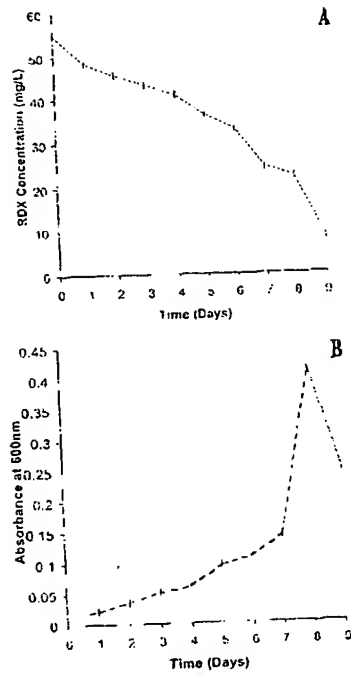 A
60
50
40
30
20
10
0
RDX Concentration (mg/L)
0 1 2 3 4 5 6 7 8 9
Time (Days)
B
0.45
0.4
0.35
0.3
0.25
0.2
0.15
0.1
0.05
0
Absorbance at 600nm
0 1 2 3 4 5 6 7 8 9
Time (Days)